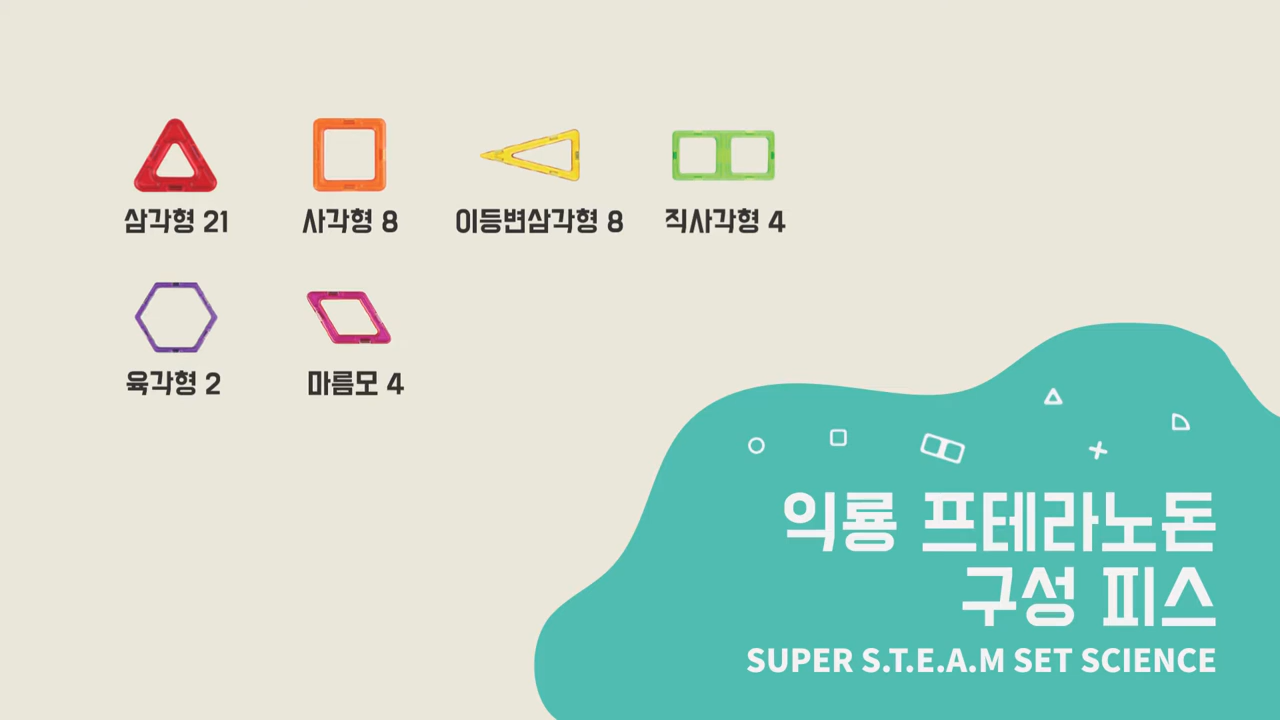 삼각형 21
사각형 8
이등변삼각형 8
직사각형 4
육각형 2
마름모 4
익룡 프테라노돈
구성 피스
SUPER S.T.E.A.M SET SCIENCE